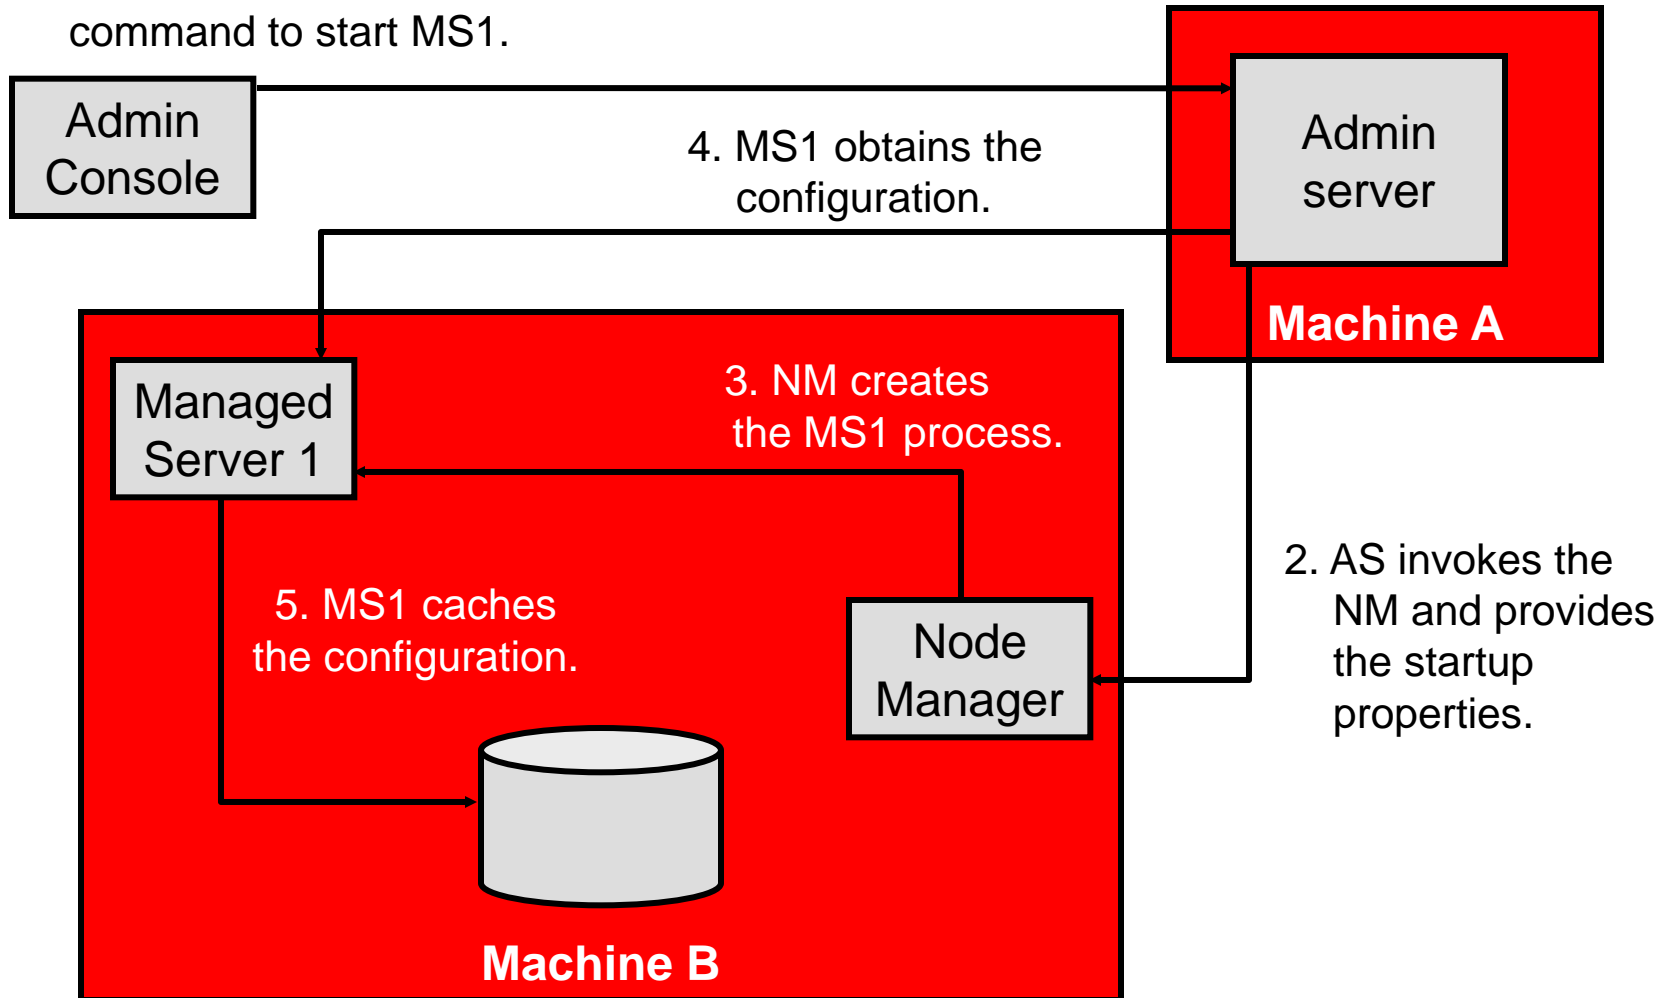 command to start MS1.
Admin
Console
4. MS1 obtains the
configuration.
Admin
server
Machine A
Managed
Server 1
3. NM creates
the MS1 process.
2. AS invokes the
NM and provides
the startup
properties.
5. MS1 caches
the configuration.
Node
Manager
Machine B